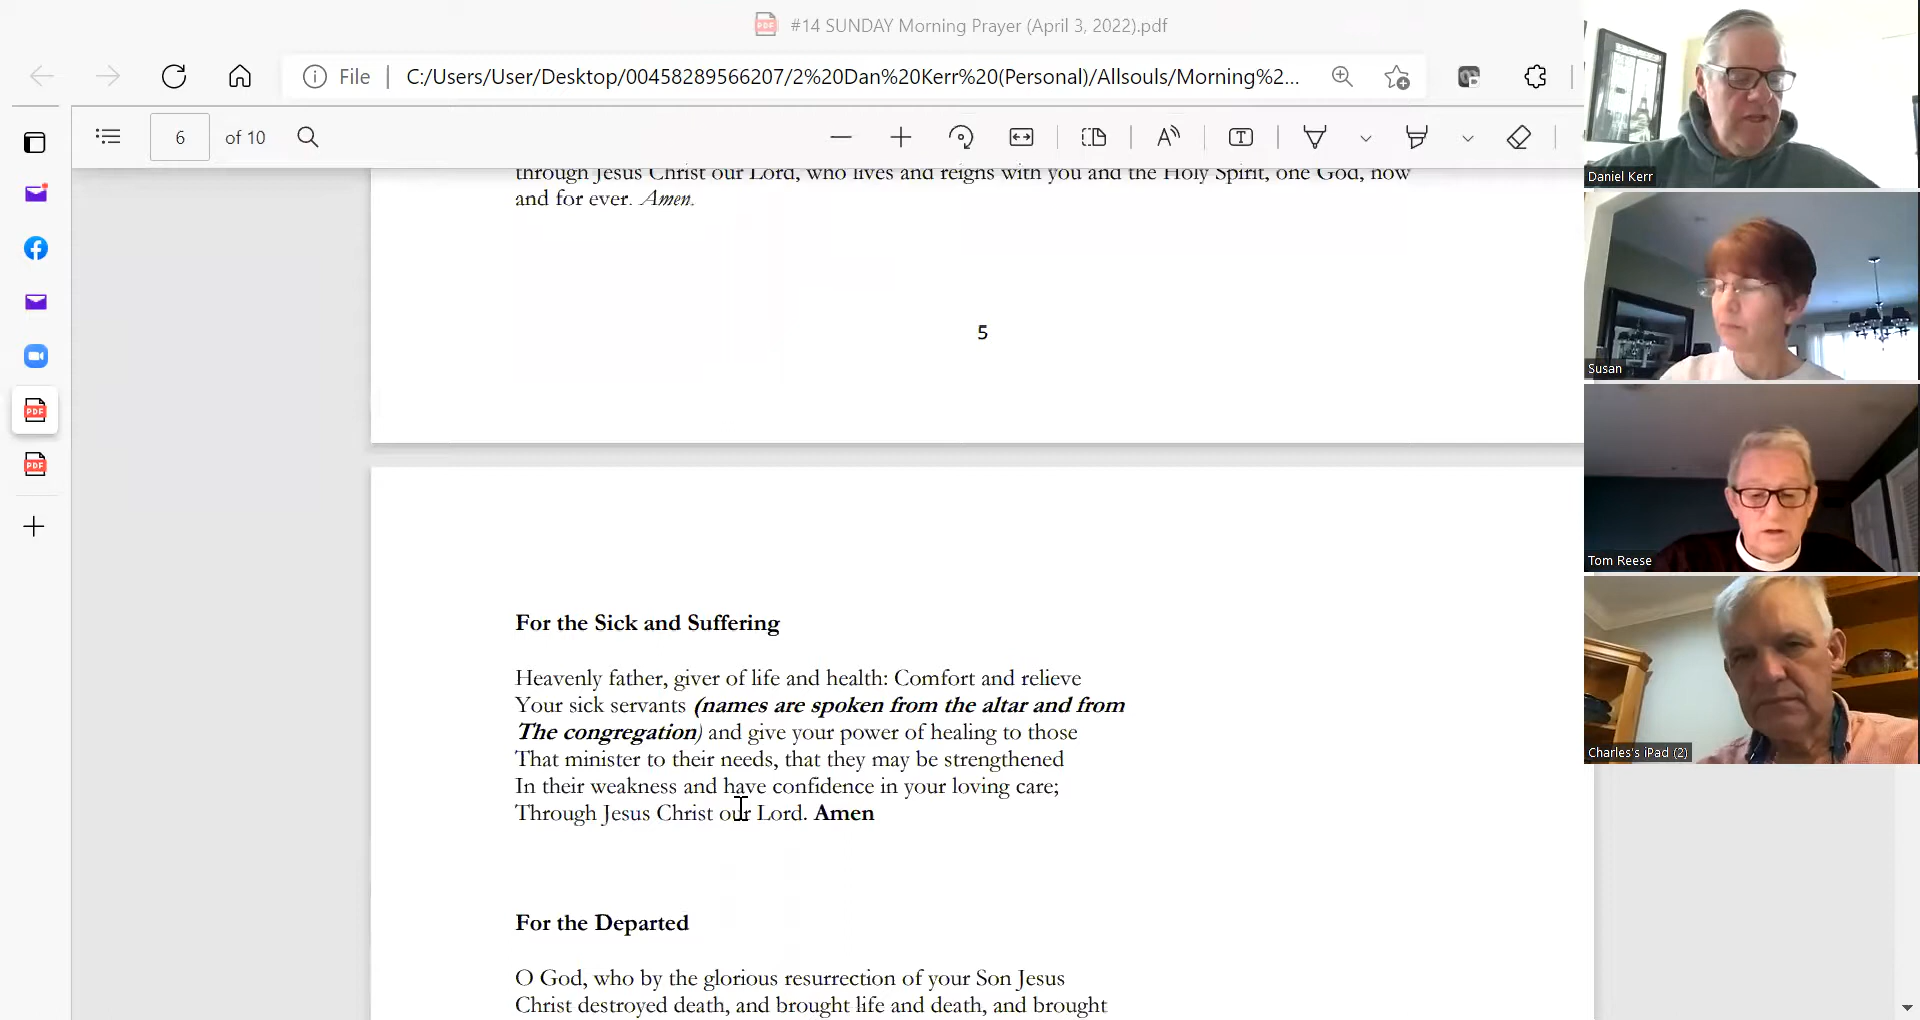 #14 SUNDAY Morning Prayer (April 3, 2022).pdf
File
C:/Users/User/Desktop/00458289566207/2%20Dan%20Kerr%20(Personal)/Allsouls/Morning%2...
6 of 10
through Jesus Christ our Lord, who lives and reigns with you and the Holy Spirit, one God, now
and for ever. Amen.
5
For the Sick and Suffering
Heavenly father, giver of life and health: Comfort and relieve
Your sick servants (names are spoken from the altar and from
The congregation) and give your power of healing to those
That minister to their needs, that they may be strengthened
In their weakness and have confidence in your loving care;
Through Jesus Christ our Lord. Amen
For the Departed
O God, who by the glorious resurrection of your Son Jesus
Christ destroyed death, and brought life and death, and brought
Daniel Kerr
Susan
Tom Reese
Charles's iPad (2)
PDF
PDF
PDF